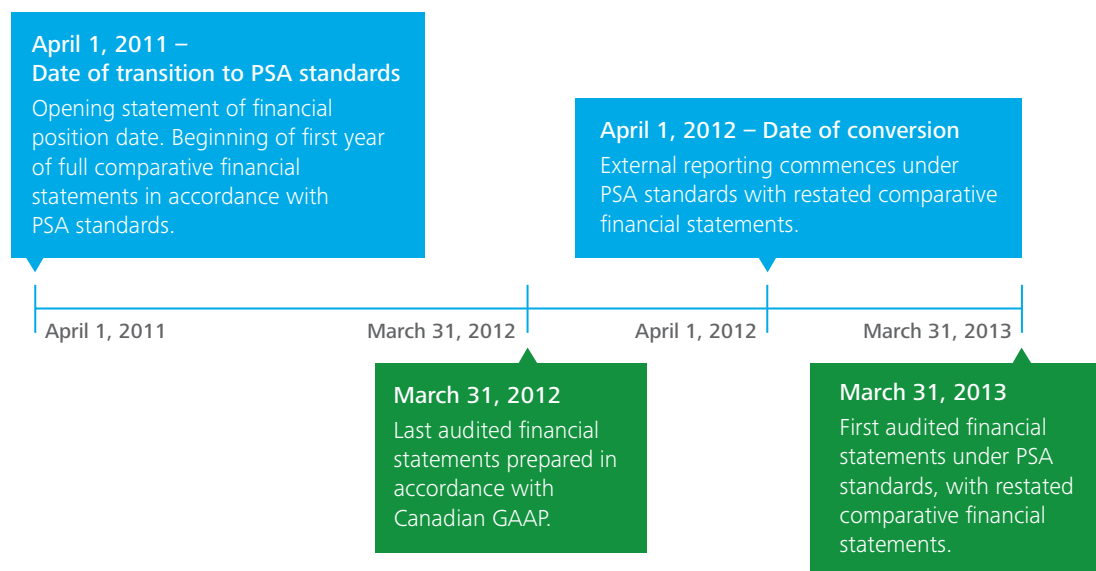 April 1, 2011 –
Date of transition to PSA standards
Opening statement of financial
position date. Beginning of first year
of full comparative financial
statements in accordance with
PSA standards.
April 1, 2012 – Date of conversion
External reporting commences under
PSA standards with restated comparative
financial statements.
April 1, 2011
March 31, 2012
April 1, 2012
March 31, 2013
March 31, 2012
Last audited financial
statements prepared in
accordance with
Canadian GAAP.
March 31, 2013
First audited financial
statements under PSA
standards, with restated
comparative financial
statements.